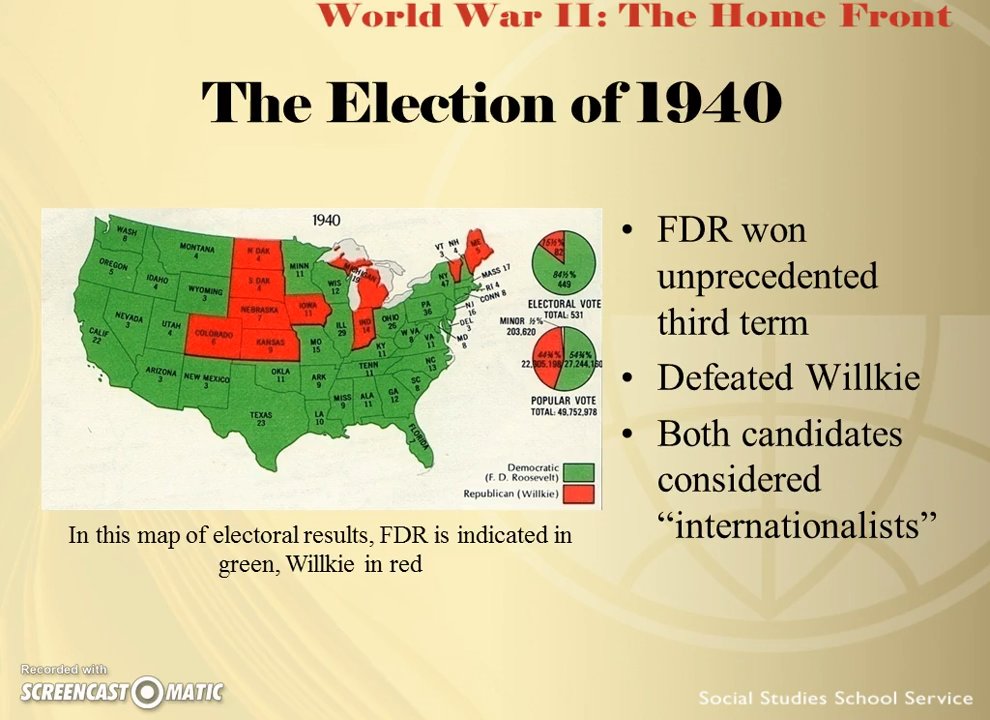 World War II: The Home Front
The Election of 1940
1940
WASH
8
OREGON
5
CALIF
22
IDAHO
NEVADA
3
MONTANA
4
WYOMING
3
UTAH
4
ARIZONA
3
COLORADO
6
NEW MEXICO
3
N DAK
4
S DAK
4
NEBRASKA
7
KANSAS
9
OKLA
11
TEXAS
23
MINN
11
IOWA
11
MO
15
ARK
9
LA
10
WIS
12
ILL
29
MICHIGAN
19
IND
14
OHIO
26
KY
11
TENN
11
MISS
9
ALA
11
GA
12
FLORIDA
7
SC
8
NC
13
VA
11
W VA
8
PA
36
NY
47
VT
3
NH
4
ME
5
MASS 17
RI 4
CONN 8
NJ
16
DEL
3
MD
8
15½%
82
84½%
449
ELECTORAL VOTE
TOTAL: 531
MINOR ½%
203,620
44¾%
54¾%
27,244,160
POPULAR VOTE
TOTAL: 49,752,978
Democratic
(F. D. Roosevelt)
Republican (Willkie)
In this map of electoral results, FDR is indicated in
green, Willkie in red
• FDR won
unprecedented
third term
• Defeated Willkie
• Both candidates
considered
“internationalists”
Recorded with
SCREENCAST O MATIC
Social Studies School Service